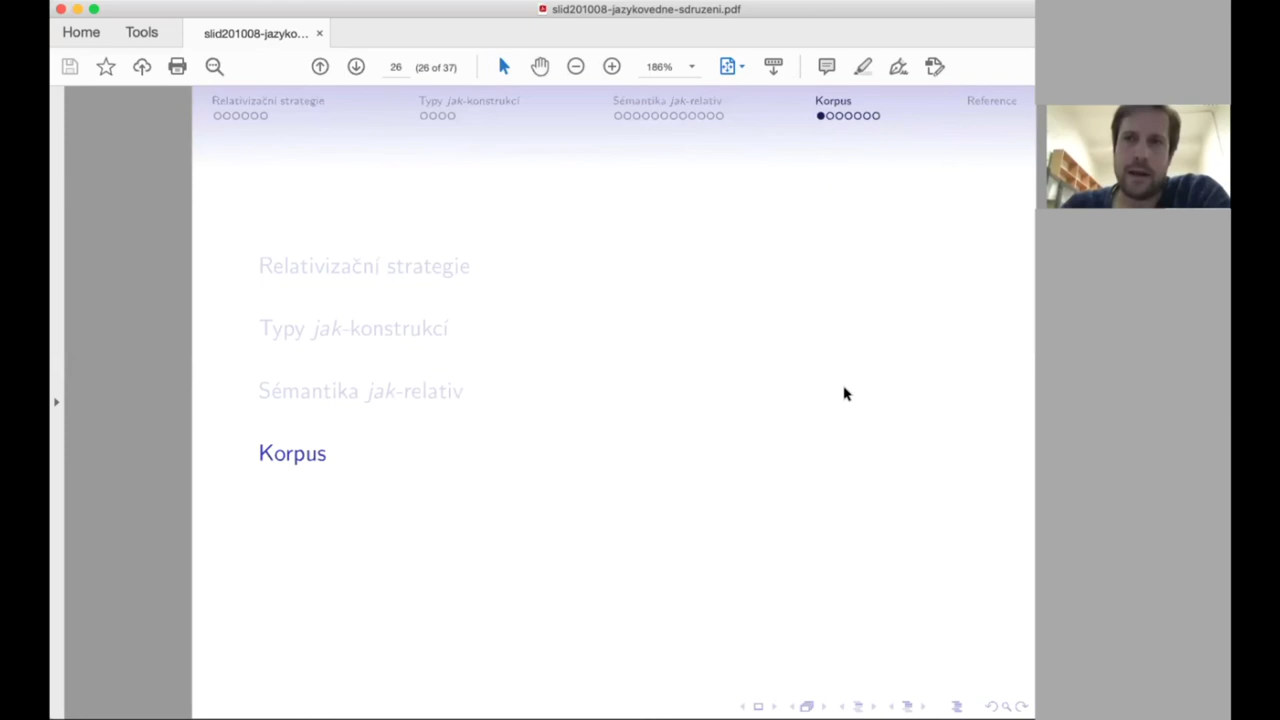 slid201008-jazykovedne-sdruzeni.pdf
Home Tools slid201008-jazyko... ×
26 (26 of 37) 186%
Relativizační strategie Typy jak-konstrukcí Sémantika jak-relativ Korpus Reference
Relativizační strategie
Typy jak-konstrukcí
Sémantika jak-relativ
Korpus